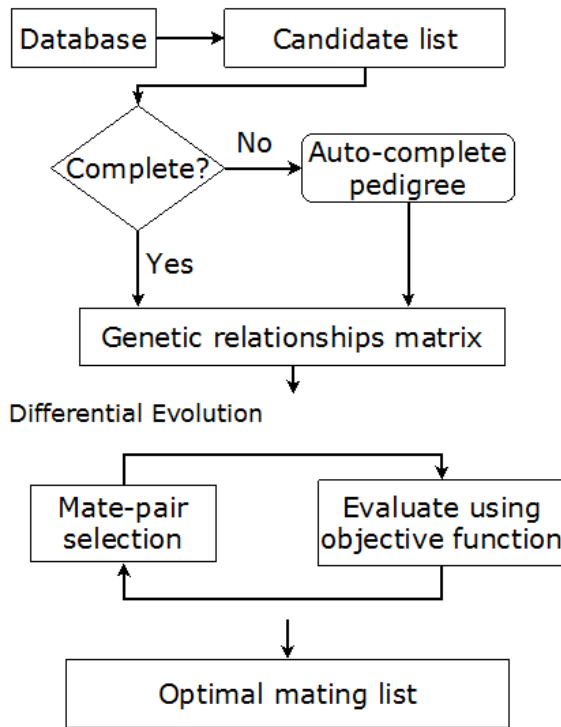 Database
Candidate list
Complete?
No
Auto-complete
pedigree
Yes
Genetic relationships matrix
Differential Evolution
Mate-pair
selection
Evaluate using
objective function
Optimal mating list